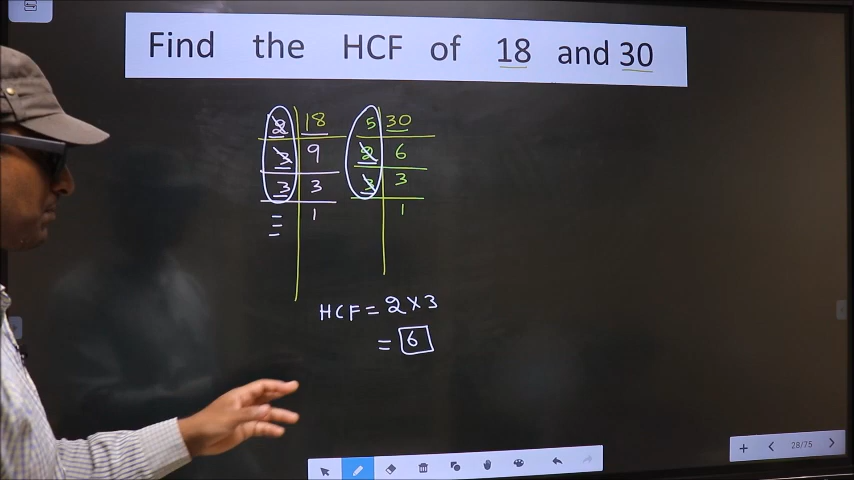 Find the HCF of 18 and 30
2 18 5 30
3 9 2 6
3 3 3 3
1 1
HCF = 2 × 3
= 6
28/75